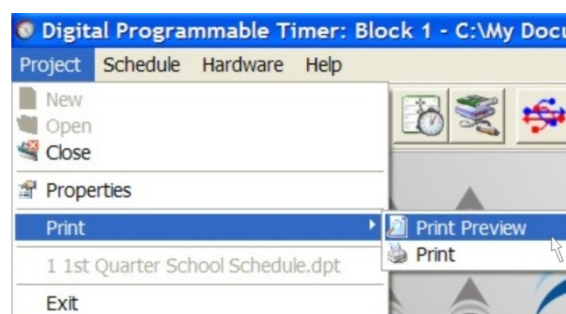 Digital Programmable Timer: Block 1 - C:\My Docu
Project Schedule Hardware Help
New
Open
Close
Properties
Print
Print Preview
Print
1 1st Quarter School Schedule.dpt
Exit